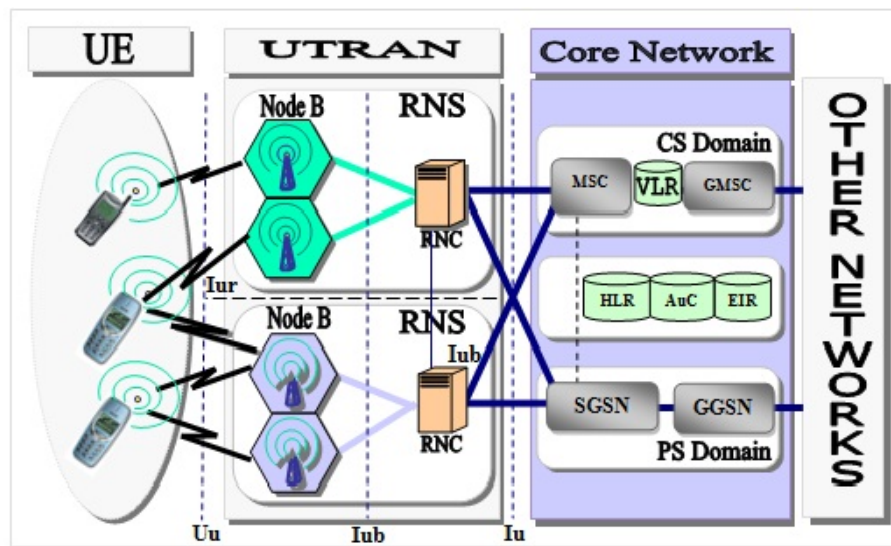 UE
UTRAN
Core Network
Node B
RNS
RNC
Iur
Node B
RNS
Iub
RNC
CS Domain
MSC
VLR
GMSC
HLR
AuC
EIR
SGSN
GGSN
PS Domain
OTHER NETWORKS
Uu
Iub
Iu